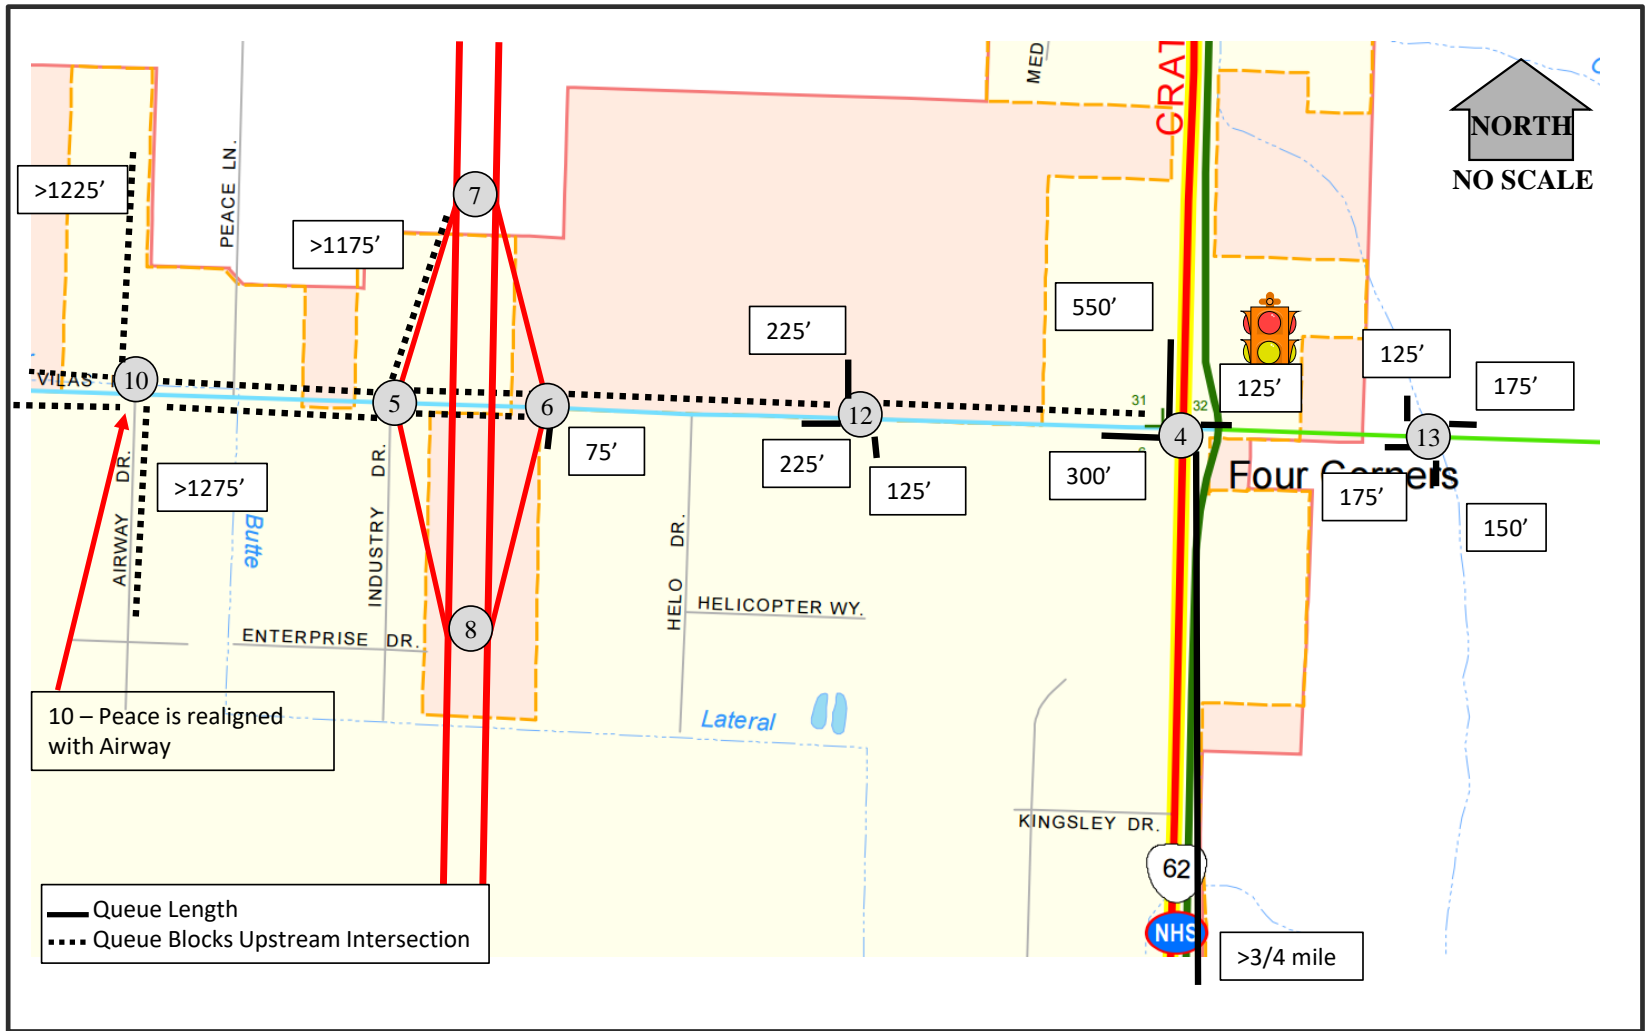 MED
CRAT
NORTH
NO SCALE
>1225’
PEACE LN.
7
>1175’
550’
225’
125’
125’
175’
31
32
VILAS
10
5
6
12
4
13
75’
225’
125’
300’
Four Corners
175’
150’
>1275’
AIRWAY DR.
Butte
INDUSTRY DR.
HELO DR.
HELICOPTER WY.
8
ENTERPRISE DR.
10 – Peace is realigned
with Airway
Lateral
KINGSLEY DR.
62
NHS
>3/4 mile
Queue Length
Queue Blocks Upstream Intersection